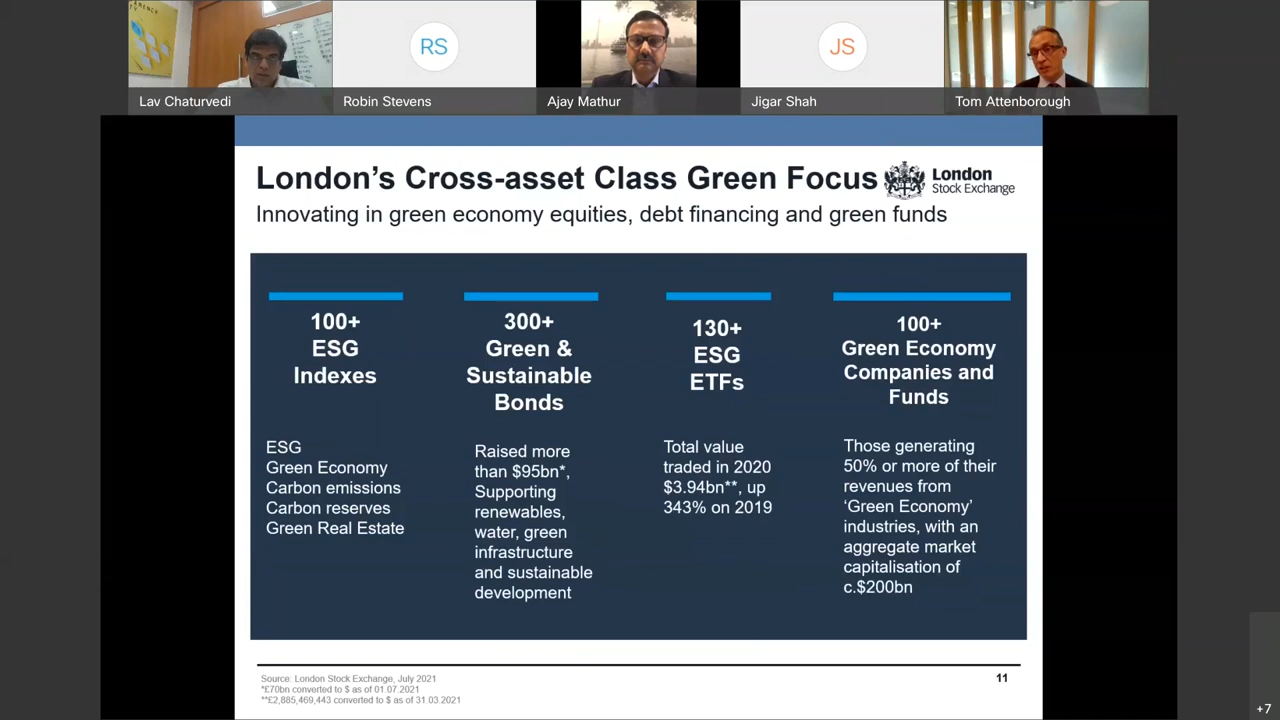 RS
JS
Lav Chaturvedi
Robin Stevens
Ajay Mathur
Jigar Shah
Tom Attenborough
London's Cross-asset Class Green Focus
London
Stock Exchange
Innovating in green economy equities, debt financing and green funds
100+
ESG
Indexes
ESG
Green Economy
Carbon emissions
Carbon reserves
Green Real Estate
300+
Green &
Sustainable
Bonds
Raised more
than $95bn*,
Supporting
renewables,
water, green
infrastructure
and sustainable
development
130+
ESG
ETFs
Total value
traded in 2020
$3.94bn**, up
343% on 2019
100+
Green Economy
Companies and
Funds
Those generating
50% or more of their
revenues from
‘Green Economy’
industries, with an
aggregate market
capitalisation of
c.$200bn
Source: London Stock Exchange, July 2021
*£70bn converted to $ as of 01.07.2021
**£2,885,469,443 converted to $ as of 31.03.2021
11
+7